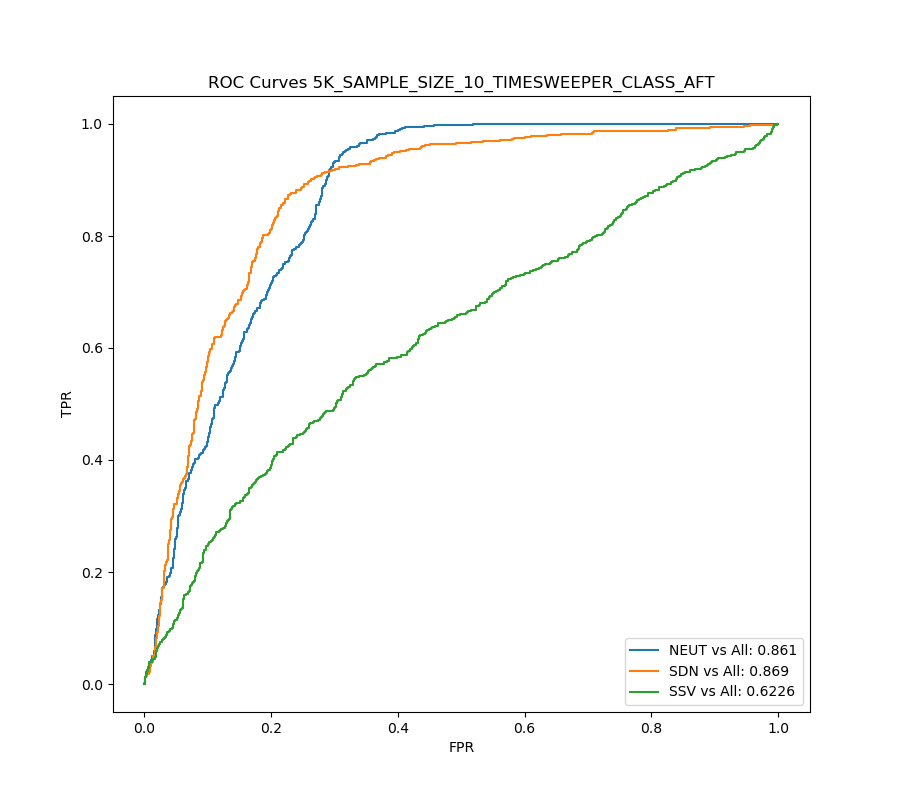 ROC Curves 5K_SAMPLE_SIZE_10_TIMESWEEPER_CLASS_AFT
1.0
0.8
0.6
0.4
0.2
0.0
TPR
0.0 0.2 0.4 0.6 0.8 1.0
FPR
NEUT vs All: 0.861
SDN vs All: 0.869
SSV vs All: 0.6226